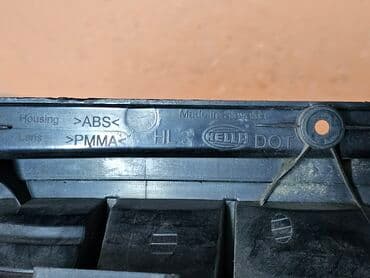 Made in Slovakia
Housing >ABS<
Lens >PMMA< HL HELLA DOT